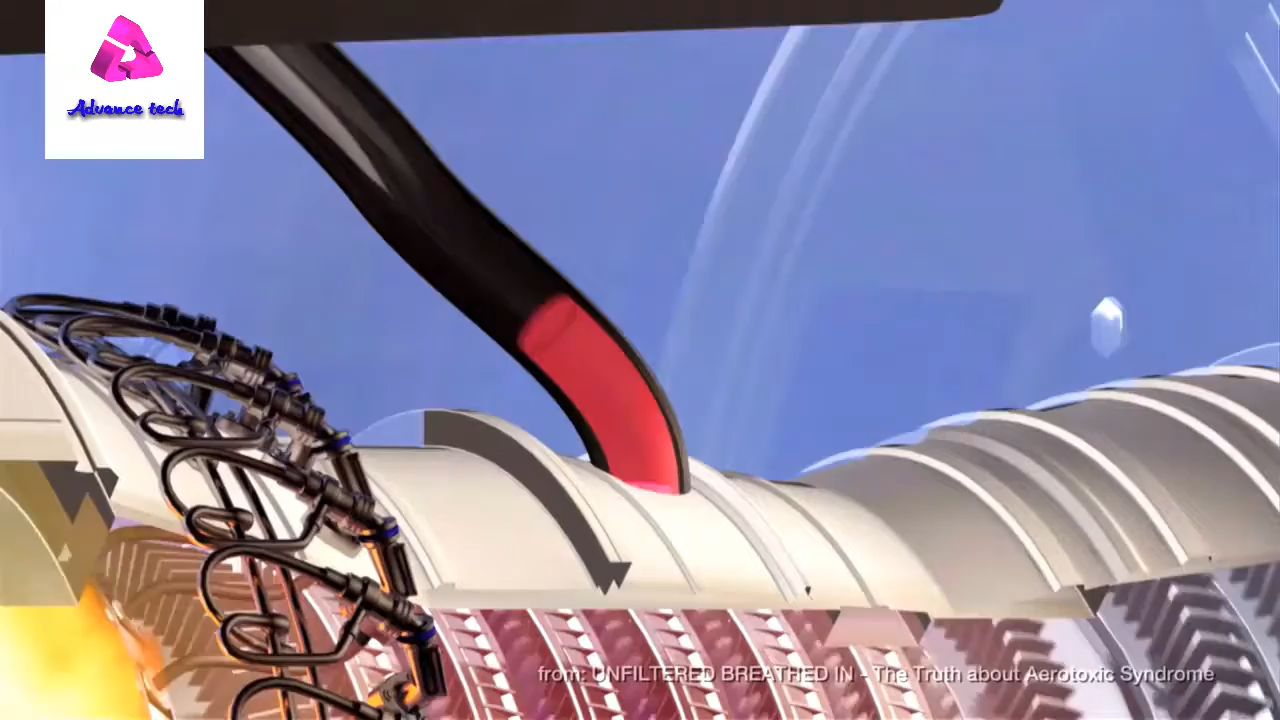 Advance tech
from: UNFILTERED BREATHED IN - The Truth about Aerotoxic Syndrome